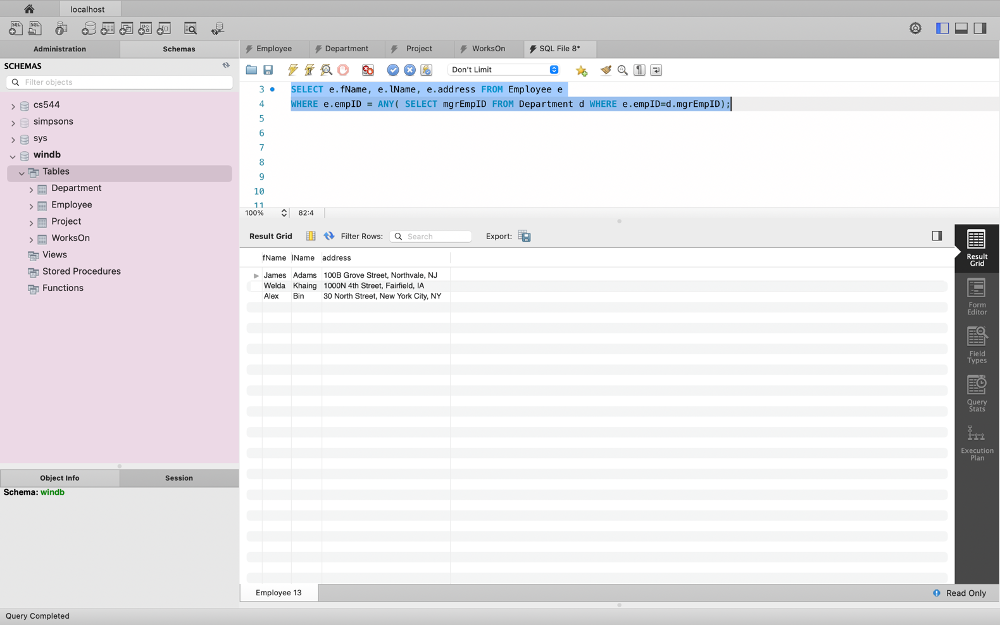 localhost
SQL
SQL
Administration
Schemas
Employee
Department
Project
WorksOn
SQL File 8*
SCHEMAS
Filter objects
Don't Limit
cs544
simpsons
sys
windb
Tables
Department
Employee
Project
WorksOn
Views
Stored Procedures
Functions
3 SELECT e.fName, e.lName, e.address FROM Employee e
4 WHERE e.empID = ANY( SELECT mgrEmpID FROM Department d WHERE e.empID=d.mgrEmpID);
5
6
7
8
9
10
11
100% 82:4
Result Grid Filter Rows: Search Export:
fName lName address
James Adams 100B Grove Street, Northvale, NJ
Welda Khaing 1000N 4th Street, Fairfield, IA
Alex Bin 30 North Street, New York City, NY
Result
Grid
Form
Editor
Field
Types
Query
Stats
Execution
Plan
Object Info
Session
Schema: windb
Employee 13
Read Only
Query Completed